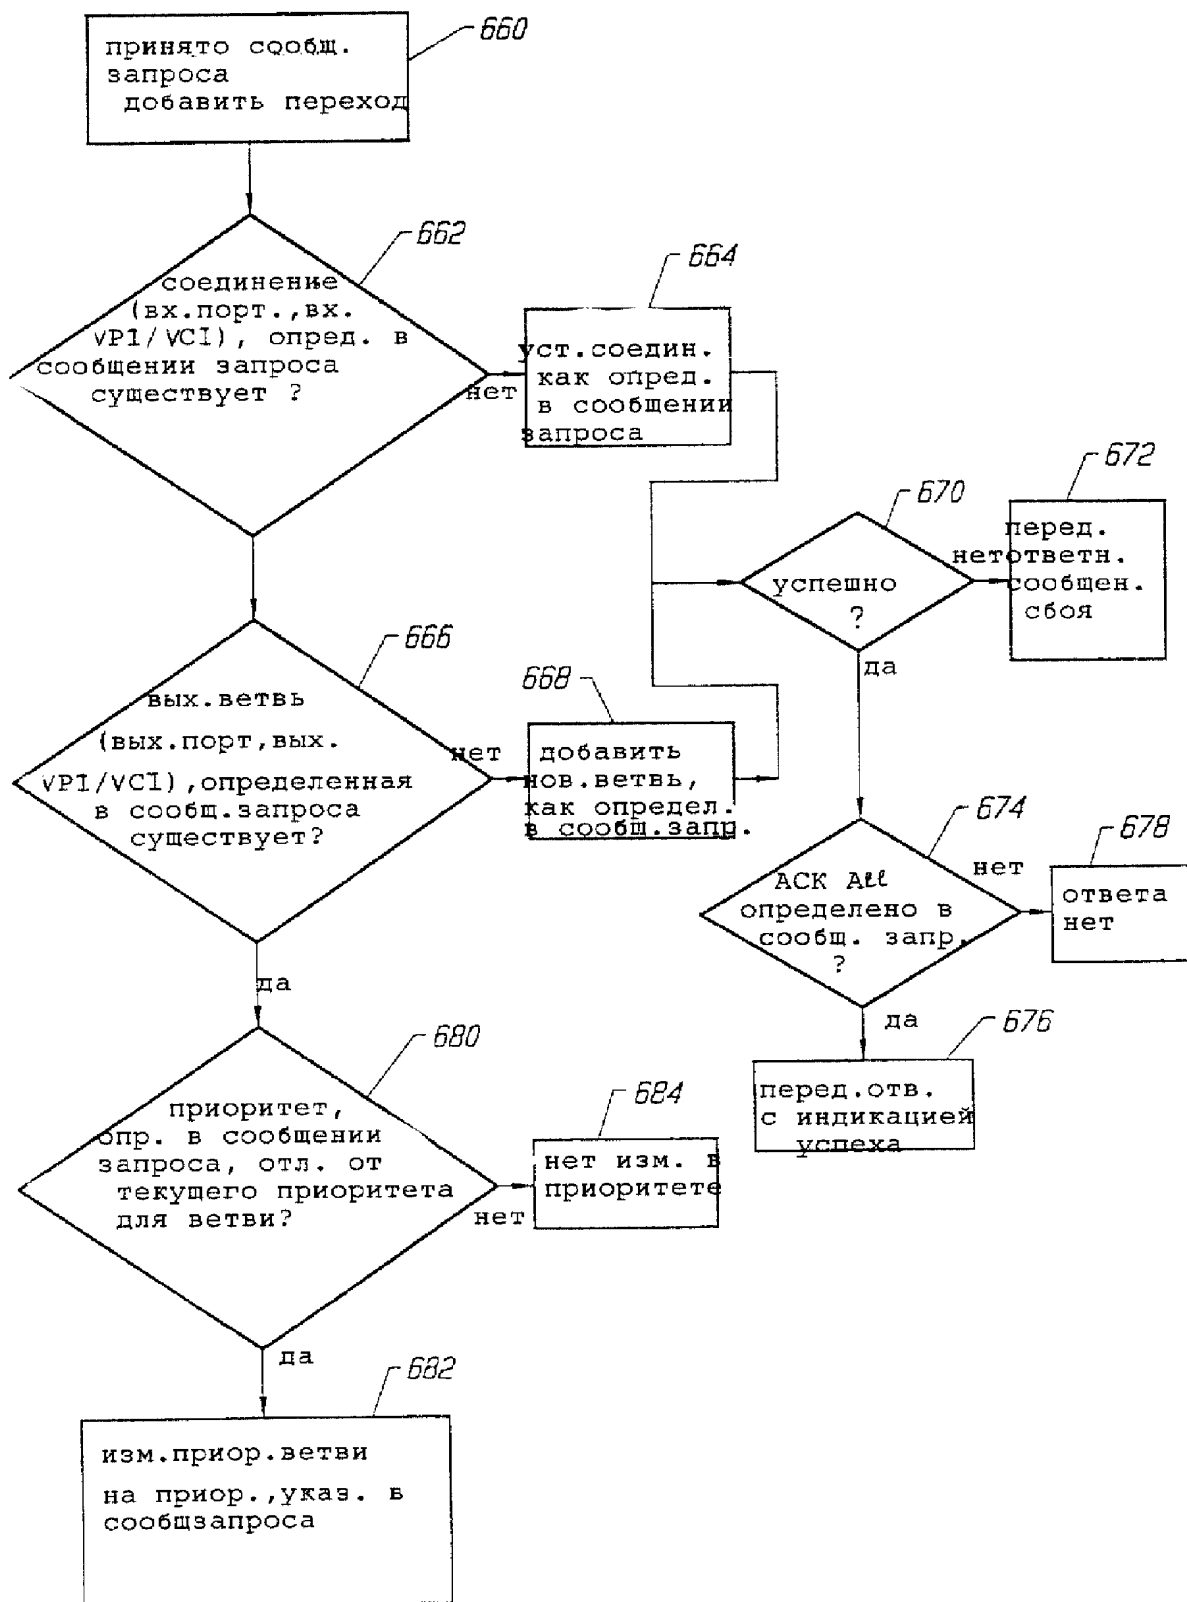 660
принято сообщ.
запроса
добавить переход
662
соединение
(вх.порт.,вх.
VPI/VCI), опред. в
сообщении запроса
существует ?
нет
664
уст.соедин.
как опред.
в сообщении
запроса
666
вых.ветвь
(вых.порт,вых.
VPI/VCI),определенная
в сообщ.запроса
существует?
нет
668
добавить
нов.ветвь,
как определ.
в сообщ.запр.
670
успешно
?
нет
да
672
перед.
ответн.
сообщен.
сбоя
674
ACK All
определено в
сообщ. запр.
?
нет
да
678
ответа
нет
676
перед.отв.
с индикацией
успеха
да
680
приоритет,
опр. в сообщении
запроса, отл. от
текущего приоритета
для ветви?
нет
684
нет изм. в
приоритете
да
682
изм.приор.ветви
на приор.,указ. в
сообщзапроса